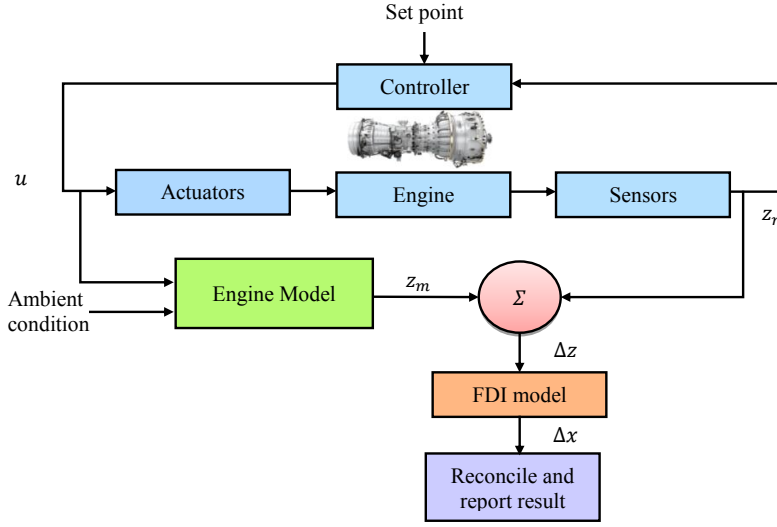 Set point
Controller
u
Actuators
Engine
Sensors
Ambient
condition
Engine Model
z_m
Σ
Δz
FDI model
Δx
Reconcile and
report result